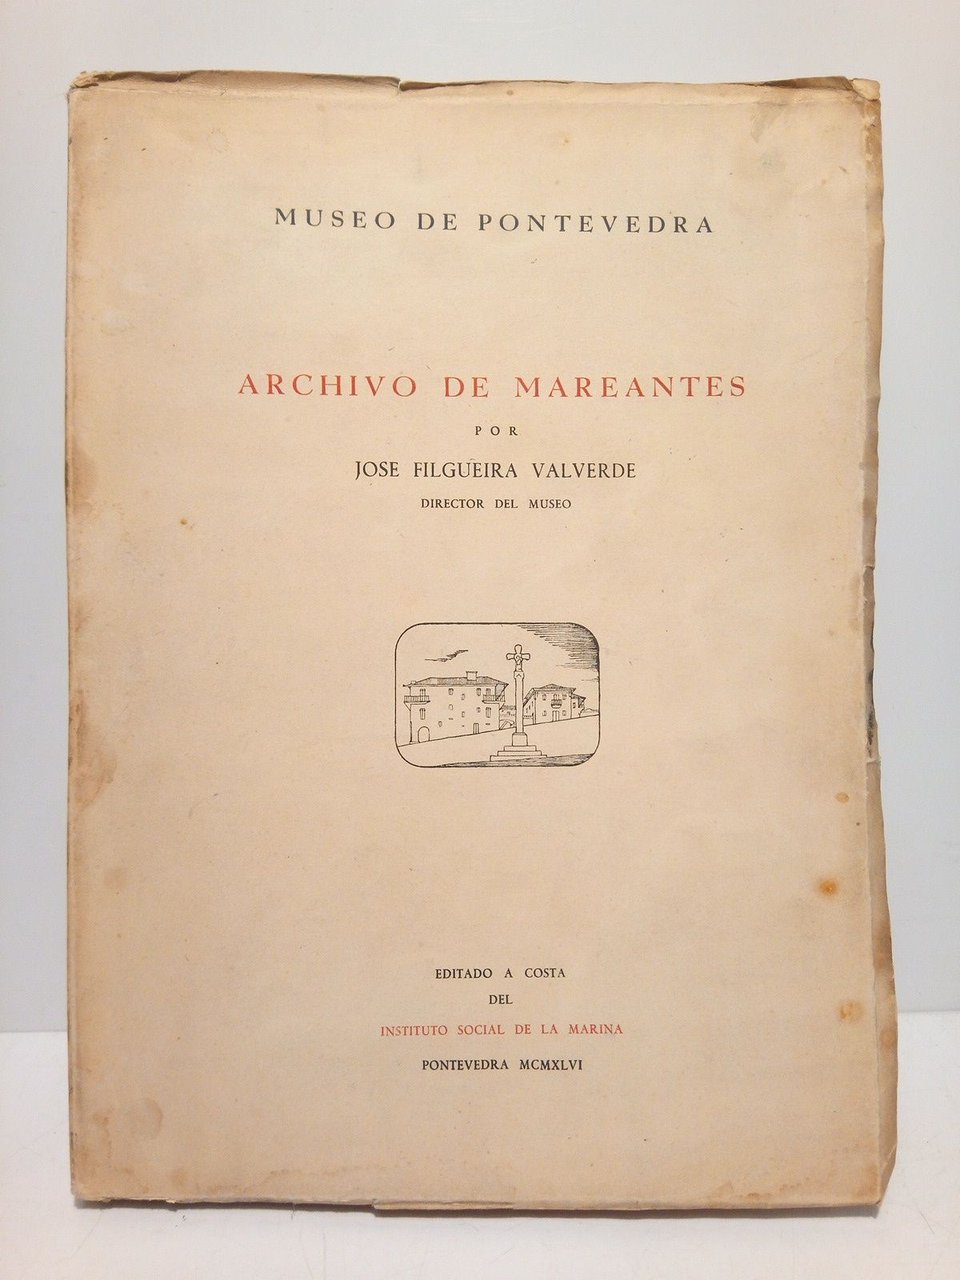 MUSEO DE PONTEVEDRA
ARCHIVO DE MAREANTES
POR
JOSE FILGUEIRA VALVERDE
DIRECTOR DEL MUSEO
EDITADO A COSTA
DEL
INSTITUTO SOCIAL DE LA MARINA
PONTEVEDRA MCMXLVI